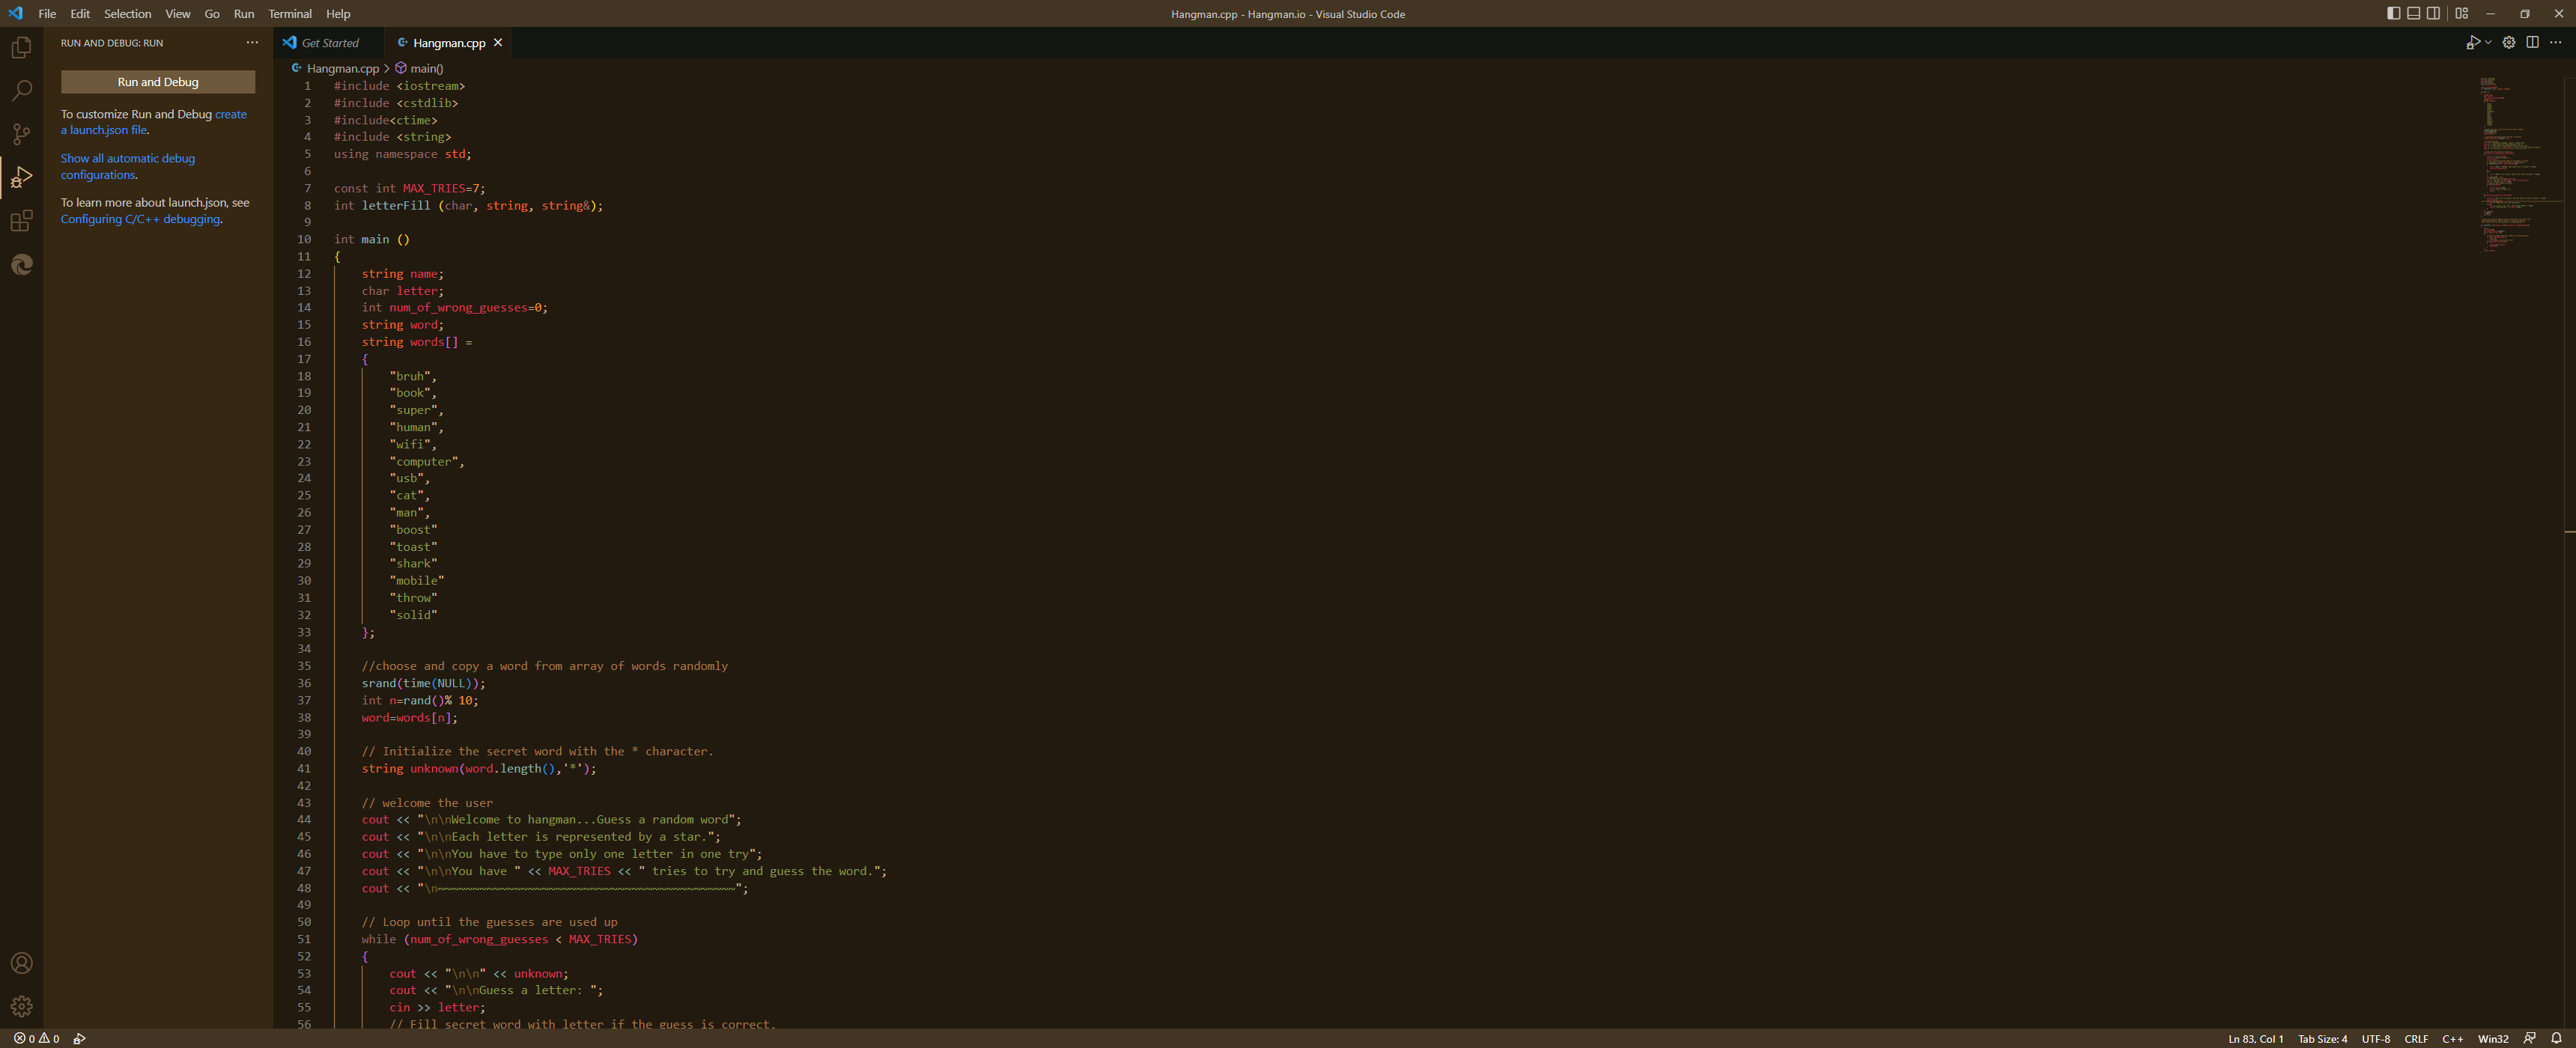 File Edit Selection View Go Run Terminal Help
Hangman.cpp - Hangman.io - Visual Studio Code
RUN AND DEBUG: RUN
Run and Debug
To customize Run and Debug create
a launch.json file.
Show all automatic debug
configurations.
To learn more about launch.json, see
Configuring C/C++ debugging.
Get Started
Hangman.cpp
Hangman.cpp > main()
1 #include <iostream>
2 #include <cstdlib>
3 #include<ctime>
4 #include <string>
5 using namespace std;
6
7 const int MAX_TRIES=7;
8 int letterFill (char, string, string&);
9
10 int main ()
11 {
12     string name;
13     char letter;
14     int num_of_wrong_guesses=0;
15     string word;
16     string words[] =
17     {
18         "bruh",
19         "book",
20         "super",
21         "human",
22         "wifi",
23         "computer",
24         "usb",
25         "cat",
26         "man",
27         "boost"
28         "toast"
29         "shark"
30         "mobile"
31         "throw"
32         "solid"
33     };
34
35     //choose and copy a word from array of words randomly
36     srand(time(NULL));
37     int n=rand()% 10;
38     word=words[n];
39
40     // Initialize the secret word with the * character.
41     string unknown(word.length(),'*');
42
43     // welcome the user
44     cout << "\n\nWelcome to hangman...Guess a random word";
45     cout << "\n\nEach letter is represented by a star.";
46     cout << "\n\nYou have to type only one letter in one try";
47     cout << "\n\nYou have " << MAX_TRIES << " tries to try and guess the word.";
48     cout << "\n~~~~~~~~~~~~~~~~~~~~~~~~~~~~~~~~~~~~~~~~~~~";
49
50     // Loop until the guesses are used up
51     while (num_of_wrong_guesses < MAX_TRIES)
52     {
53         cout << "\n\n" << unknown;
54         cout << "\n\nGuess a letter: ";
55         cin >> letter;
56         // Fill secret word with letter if the guess is correct.
0 0
Ln 83, Col 1 Tab Size: 4 UTF-8 CRLF C++ Win32